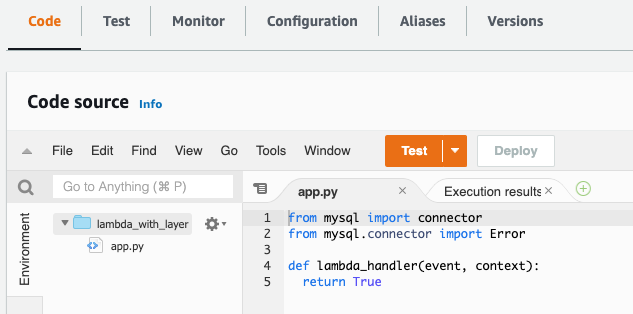 Code Test Monitor Configuration Aliases Versions
Code source Info
File Edit Find View Go Tools Window Test Deploy
Go to Anything (⌘ P)
app.py × Execution results ×
Environment
lambda_with_layer
app.py
1 from mysql import connector
2 from mysql.connector import Error
3
4 def lambda_handler(event, context):
5 return True